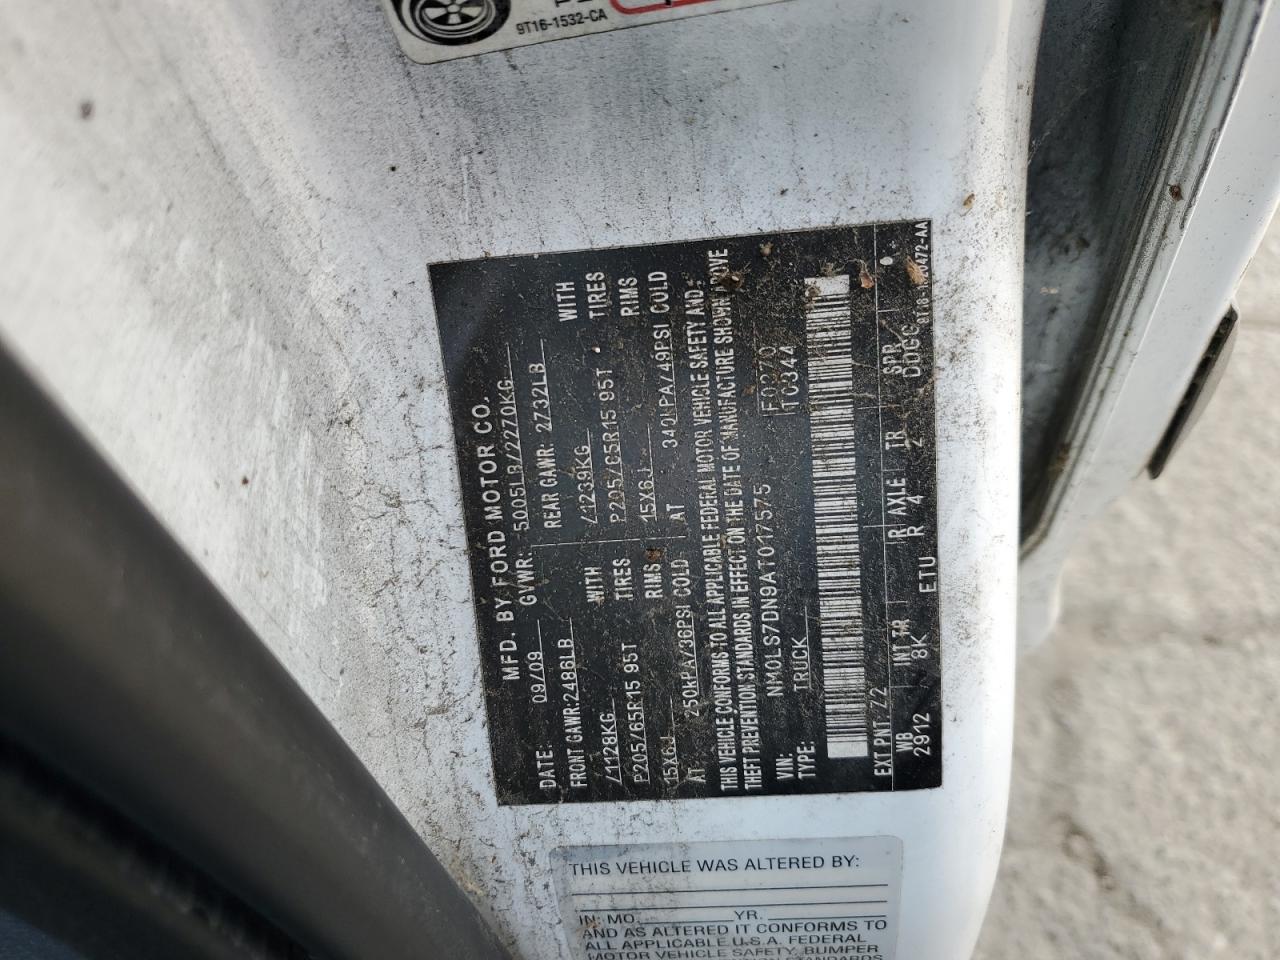 9T16-1532-CA
MFD. BY FORD MOTOR CO.
DATE: 09/09 GVWR: 5005LB/2270KG
FRONT GAWR: 2486LB REAR GAWR: 2732LB
/1128KG WITH /1239KG WITH
P205/65R15 95T TIRES P205/65R15 95T TIRES
15X6J RIMS 15X6J RIMS
AT 250kPA/36PSI COLD AT 340kPA/49PSI COLD
THIS VEHICLE CONFORMS TO ALL APPLICABLE FEDERAL MOTOR VEHICLE SAFETY AND
THEFT PREVENTION STANDARDS IN EFFECT ON THE DATE OF MANUFACTURE SHOWN ABOVE
VIN: NM0LS7DN9AT017575 F0270
TYPE: TRUCK T0344
EXT PNT Z2 INT TR R AXLE TR SPR
WB 8K ETU R 4 2 DDGG
2912
THIS VEHICLE WAS ALTERED BY:
IN: MO. YR.
AND AS ALTERED IT CONFORMS TO
ALL APPLICABLE U.S.A. FEDERAL
MOTOR VEHICLE SAFETY, BUMPER